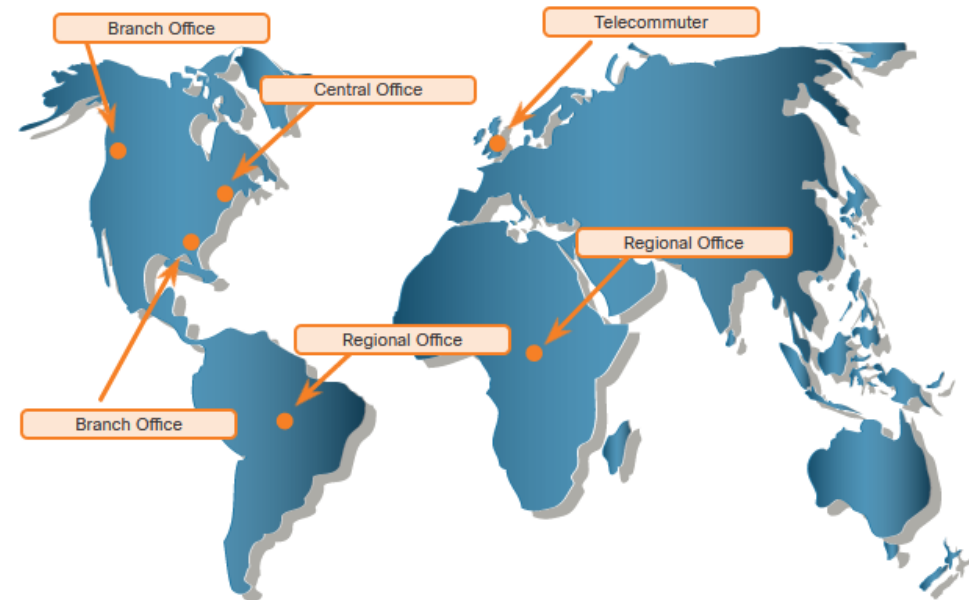 Branch Office
Telecommuter
Central Office
Regional Office
Regional Office
Branch Office